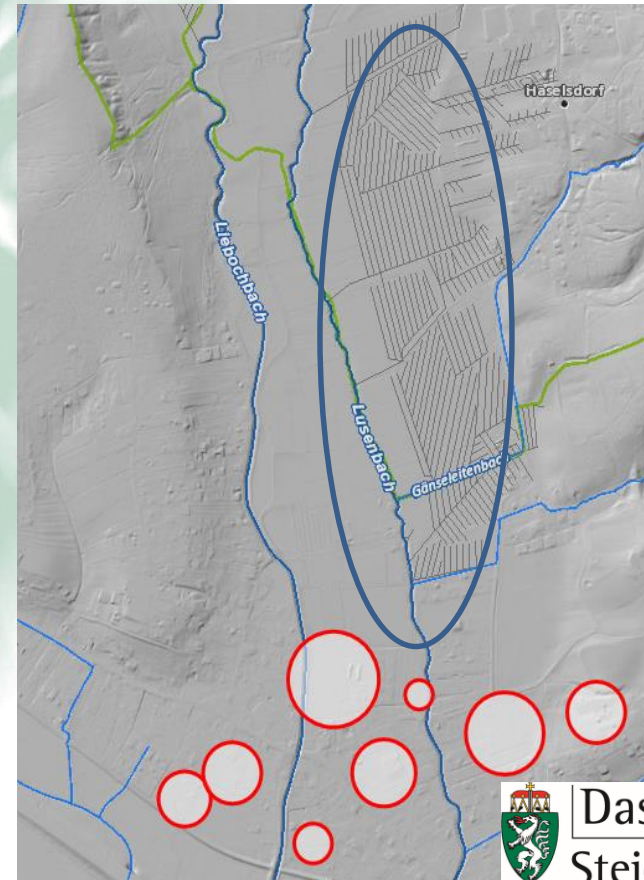 Haselsdorf
Liebochbach
Lusenbach
Gänseleitenbach
Das
Stei